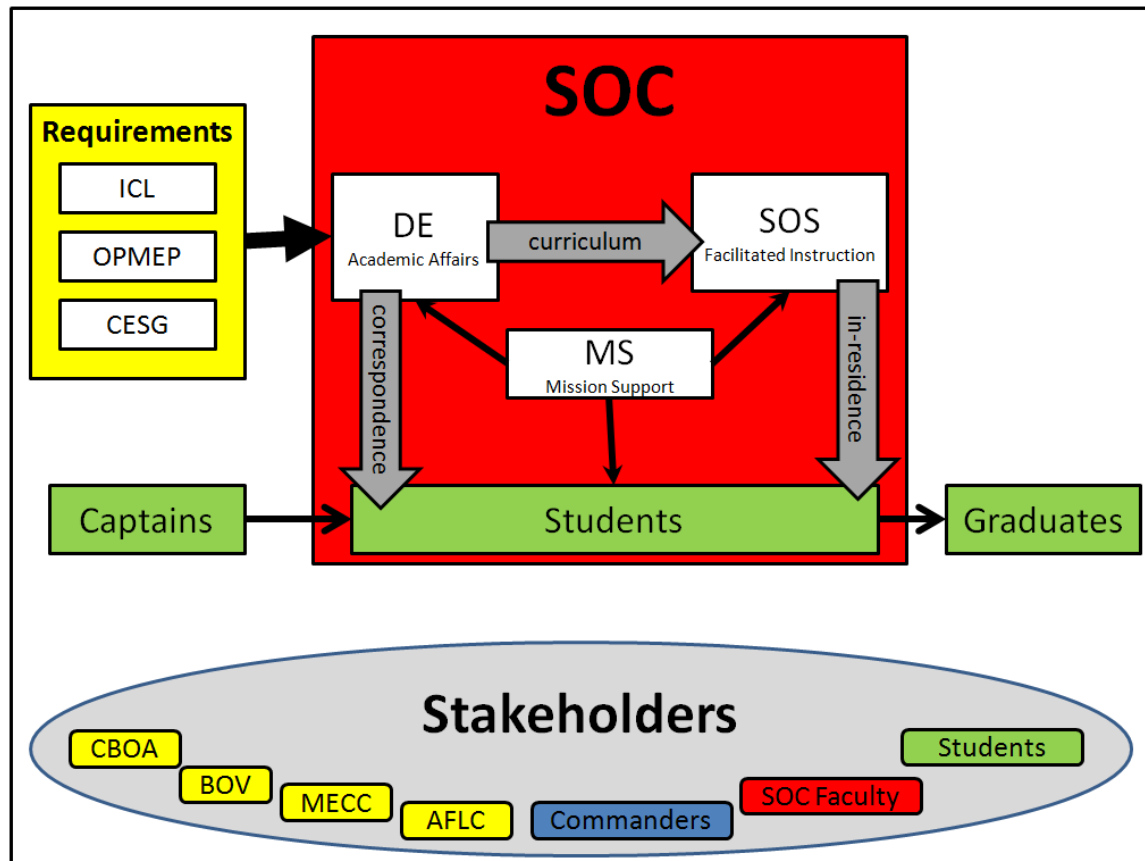 SOC
Requirements
ICL
OPMEP
CESG
DE
Academic Affairs
curriculum
SOS
Facilitated Instruction
correspondence
MS
Mission Support
in-residence
Captains
Students
Graduates
Stakeholders
CBOA
BOV
MECC
AFLC
Commanders
SOC Faculty
Students